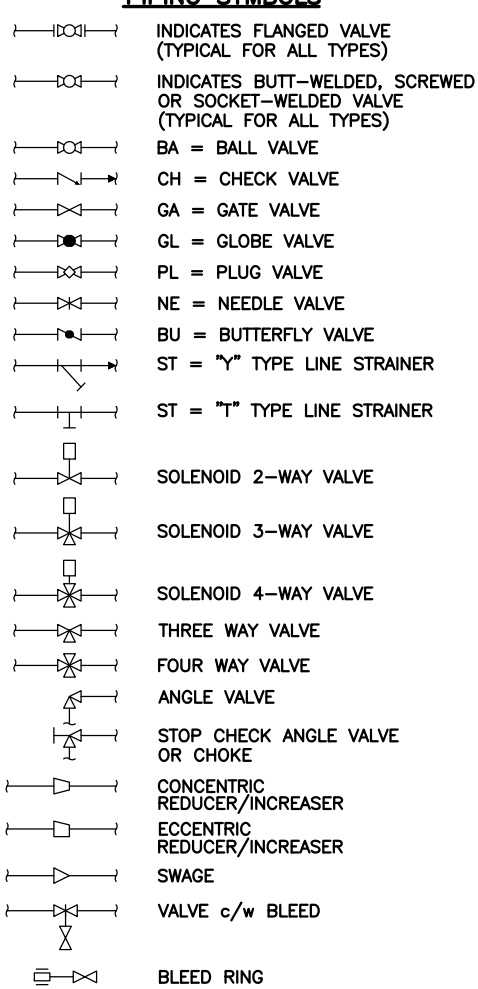 PIPING SYMBOLS
INDICATES FLANGED VALVE
(TYPICAL FOR ALL TYPES)
INDICATES BUTT-WELDED, SCREWED
OR SOCKET-WELDED VALVE
(TYPICAL FOR ALL TYPES)
BA = BALL VALVE
CH = CHECK VALVE
GA = GATE VALVE
GL = GLOBE VALVE
PL = PLUG VALVE
NE = NEEDLE VALVE
BU = BUTTERFLY VALVE
ST = "Y" TYPE LINE STRAINER
ST = "T" TYPE LINE STRAINER
SOLENOID 2-WAY VALVE
SOLENOID 3-WAY VALVE
SOLENOID 4-WAY VALVE
THREE WAY VALVE
FOUR WAY VALVE
ANGLE VALVE
STOP CHECK ANGLE VALVE
OR CHOKE
CONCENTRIC
REDUCER/INCREASER
ECCENTRIC
REDUCER/INCREASER
SWAGE
VALVE c/w BLEED
BLEED RING